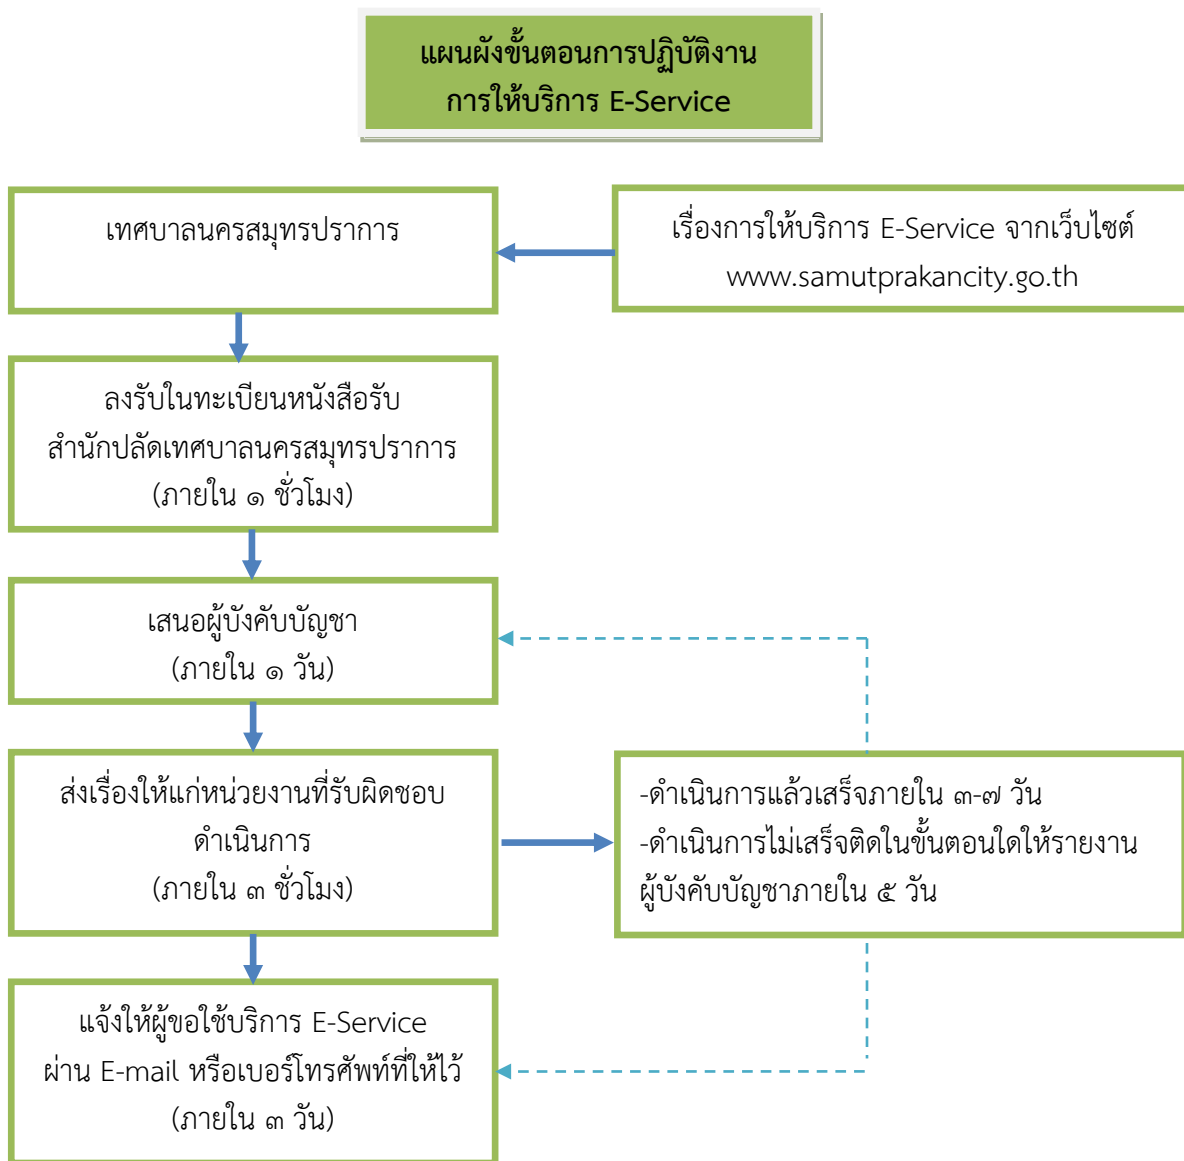 แผนผังขั้นตอนการปฏิบัติงาน
การให้บริการ E-Service
เทศบาลนครสมุทรปราการ
เรื่องการให้บริการ E-Service จากเว็บไซต์
www.samutprakancity.go.th
ลงรับในทะเบียนหนังสือรับ
สำนักปลัดเทศบาลนครสมุทรปราการ
(ภายใน ๑ ชั่วโมง)
เสนอผู้บังคับบัญชา
(ภายใน ๑ วัน)
ส่งเรื่องให้แก่หน่วยงานที่รับผิดชอบ
ดำเนินการ
(ภายใน ๓ ชั่วโมง)
-ดำเนินการแล้วเสร็จภายใน ๓-๗ วัน
-ดำเนินการไม่เสร็จติดในขั้นตอนใดให้รายงาน
ผู้บังคับบัญชาภายใน ๕ วัน
แจ้งให้ผู้ขอใช้บริการ E-Service
ผ่าน E-mail หรือเบอร์โทรศัพท์ที่ให้ไว้
(ภายใน ๓ วัน)